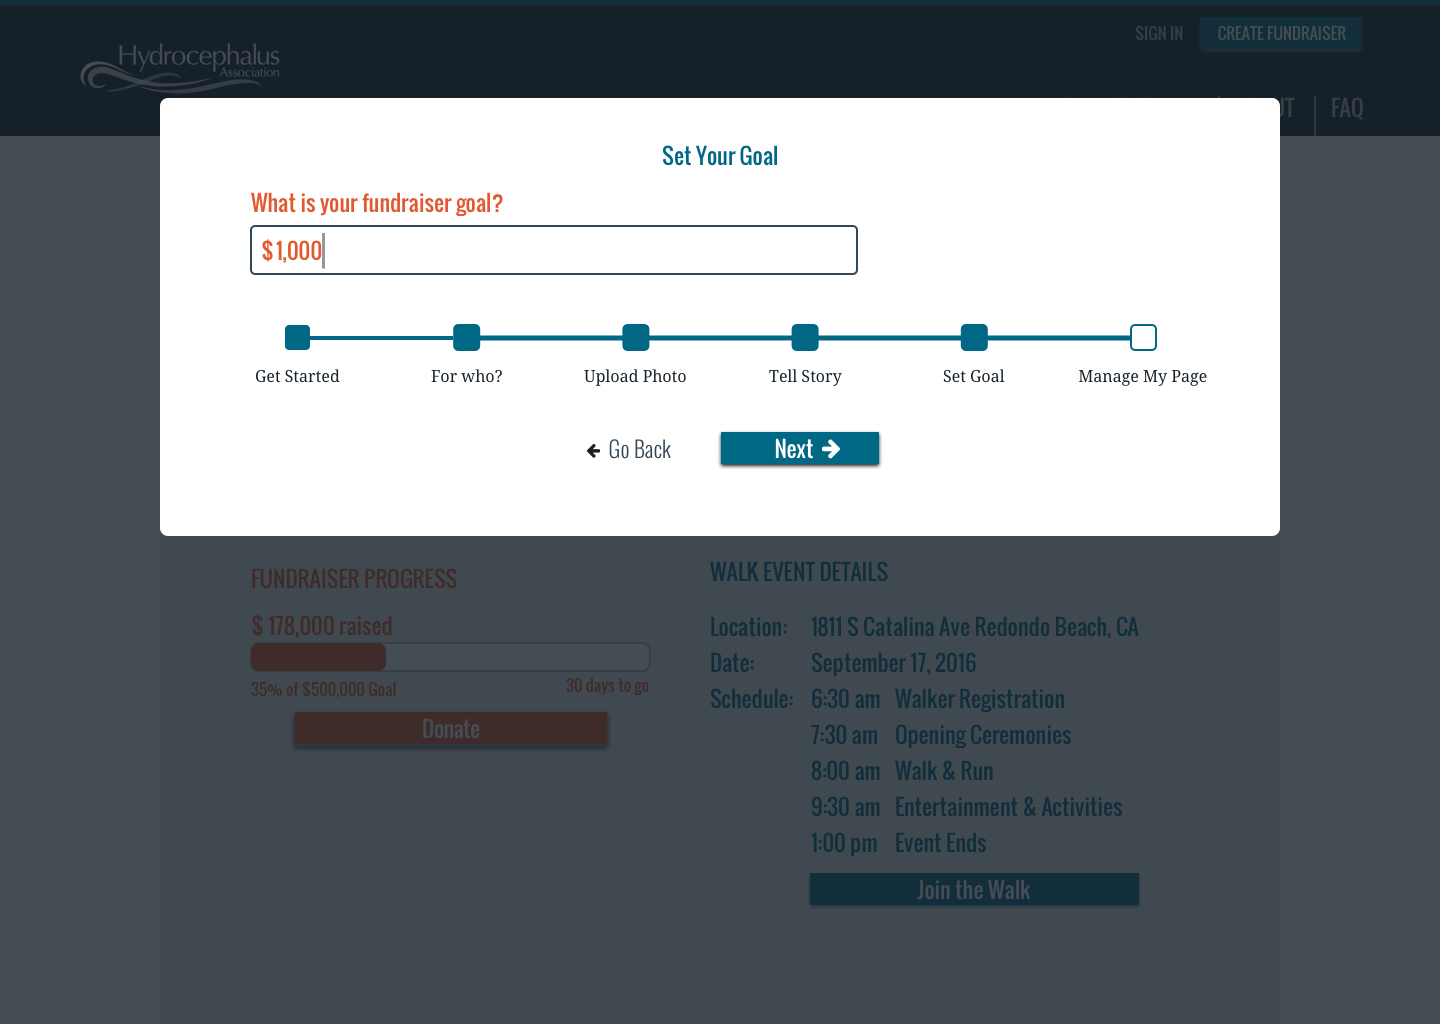 Hydrocephalus
Association
SIGN IN
CREATE FUNDRAISER
FAQ
Set Your Goal
What is your fundraiser goal?
$ 1,000
Get Started
For who?
Upload Photo
Tell Story
Set Goal
Manage My Page
Go Back
Next
FUNDRAISER PROGRESS
$ 178,000 raised
35% of $500,000 Goal
30 days to go
Donate
WALK EVENT DETAILS
Location: 1811 S Catalina Ave Redondo Beach, CA
Date: September 17, 2016
Schedule: 6:30 am Walker Registration
7:30 am Opening Ceremonies
8:00 am Walk & Run
9:30 am Entertainment & Activities
1:00 pm Event Ends
Join the Walk